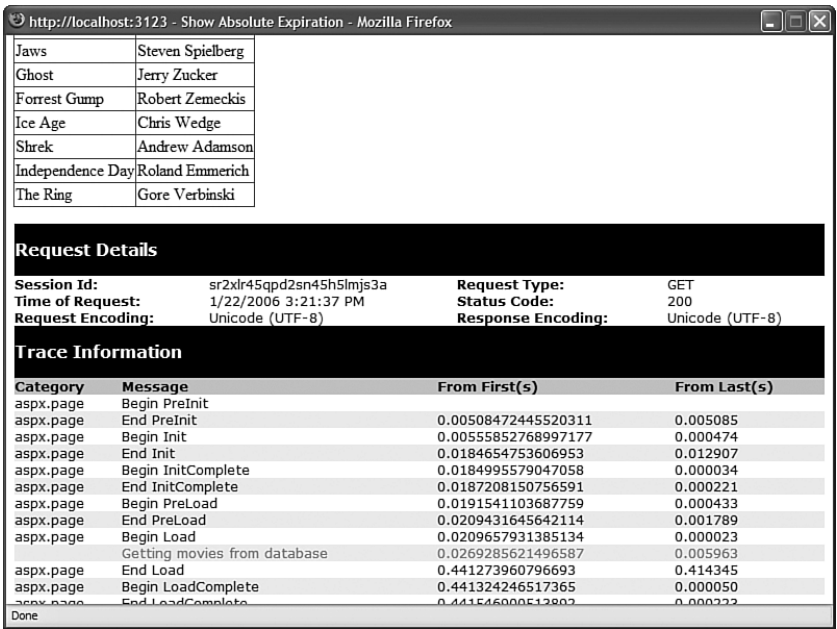 http://localhost:3123 - Show Absolute Expiration - Mozilla Firefox
Jaws Steven Spielberg
Ghost Jerry Zucker
Forrest Gump Robert Zemeckis
Ice Age Chris Wedge
Shrek Andrew Adamson
Independence Day Roland Emmerich
The Ring Gore Verbinski
Request Details
Session Id: sr2xlr45qpd2sn45h5lmjs3a Request Type: GET
Time of Request: 1/22/2006 3:21:37 PM Status Code: 200
Request Encoding: Unicode (UTF-8) Response Encoding: Unicode (UTF-8)
Trace Information
Category Message From First(s) From Last(s)
aspx.page Begin PreInit
aspx.page End PreInit 0.00508472445520311 0.005085
aspx.page Begin Init 0.00555852768997177 0.000474
aspx.page End Init 0.0184654753606953 0.012907
aspx.page Begin InitComplete 0.0184995579047058 0.000034
aspx.page End InitComplete 0.0187208150756591 0.000221
aspx.page Begin PreLoad 0.0191541103687759 0.000433
aspx.page End PreLoad 0.0209431645642114 0.001789
aspx.page Begin Load 0.0209657931385134 0.000023
Getting movies from database 0.0269285621496587 0.005963
aspx.page End Load 0.441273960796693 0.414345
aspx.page Begin LoadComplete 0.441324246517365 0.000050
aspx.page End LoadComplete 0.441546900513802 0.000223
Done